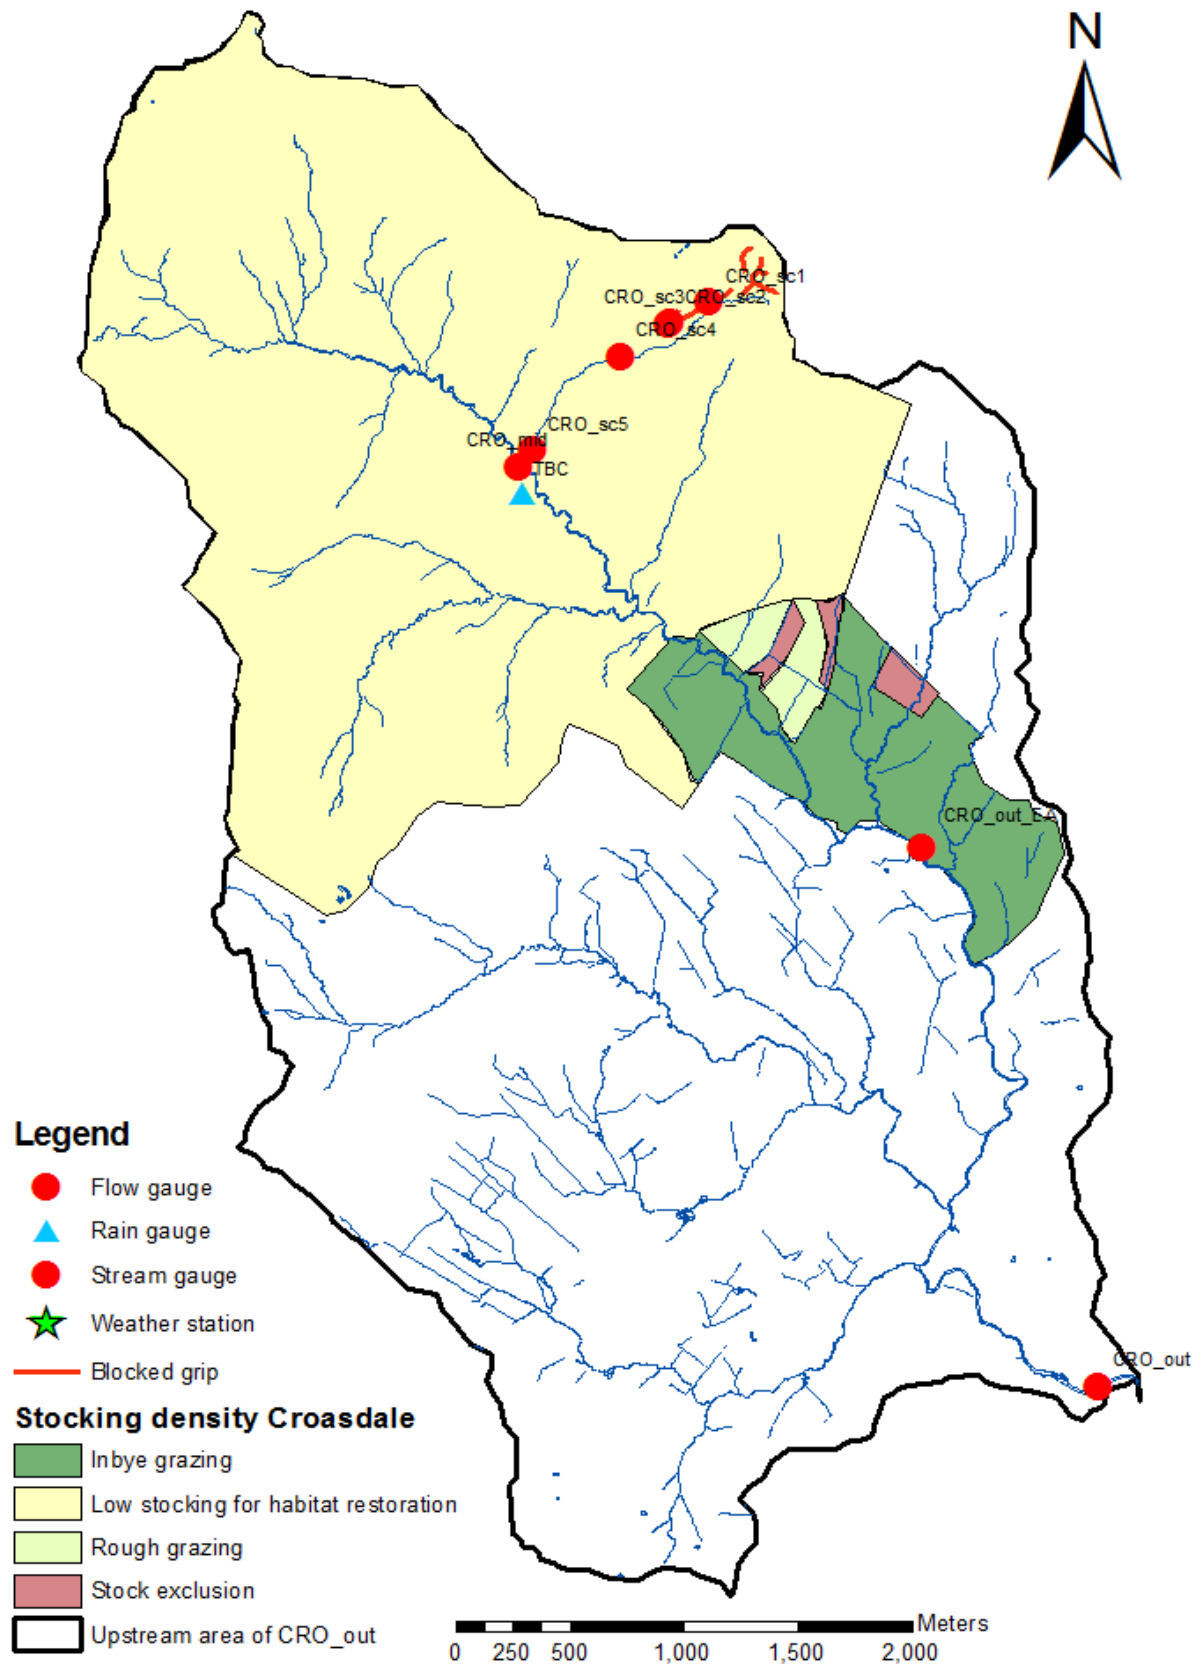 N
CRO_sc1
CRO_sc3CRO_sc2
CRO_sc4
CRO_sc5
CRO_mid
TBC
CRO_out_EA
CRO_out
Legend
Flow gauge
Rain gauge
Stream gauge
Weather station
Blocked grip
Stocking density Croasdale
Inbye grazing
Low stocking for habitat restoration
Rough grazing
Stock exclusion
Upstream area of CRO_out
Meters
0 250 500 1,000 1,500 2,000